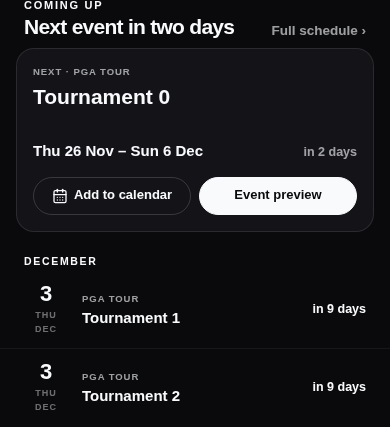 COMING UP
Next event in two days
Full schedule ›
NEXT · PGA TOUR
Tournament 0
Thu 26 Nov – Sun 6 Dec
in 2 days
Add to calendar
Event preview
DECEMBER
3
THU
DEC
PGA TOUR
Tournament 1
in 9 days
3
THU
DEC
PGA TOUR
Tournament 2
in 9 days